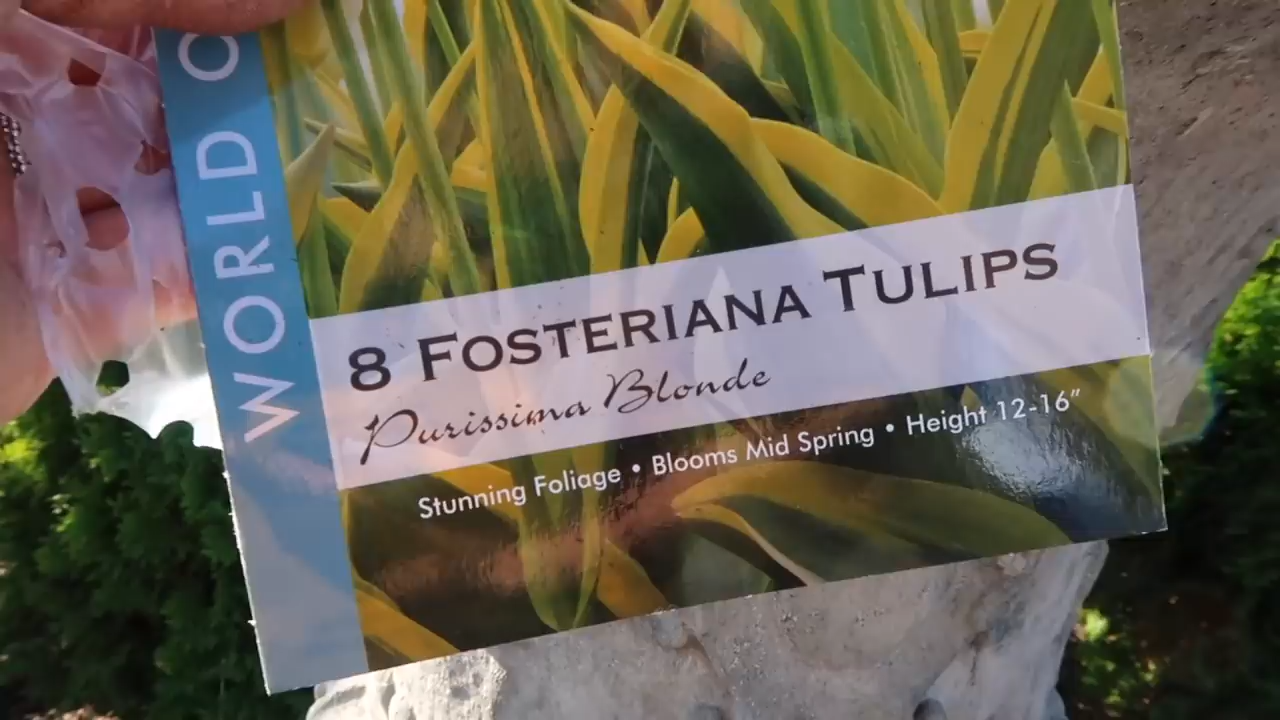 WORLD
8 FOSTERIANA TULIPS
Purissima Blonde
Stunning Foliage • Blooms Mid Spring • Height 12-16"